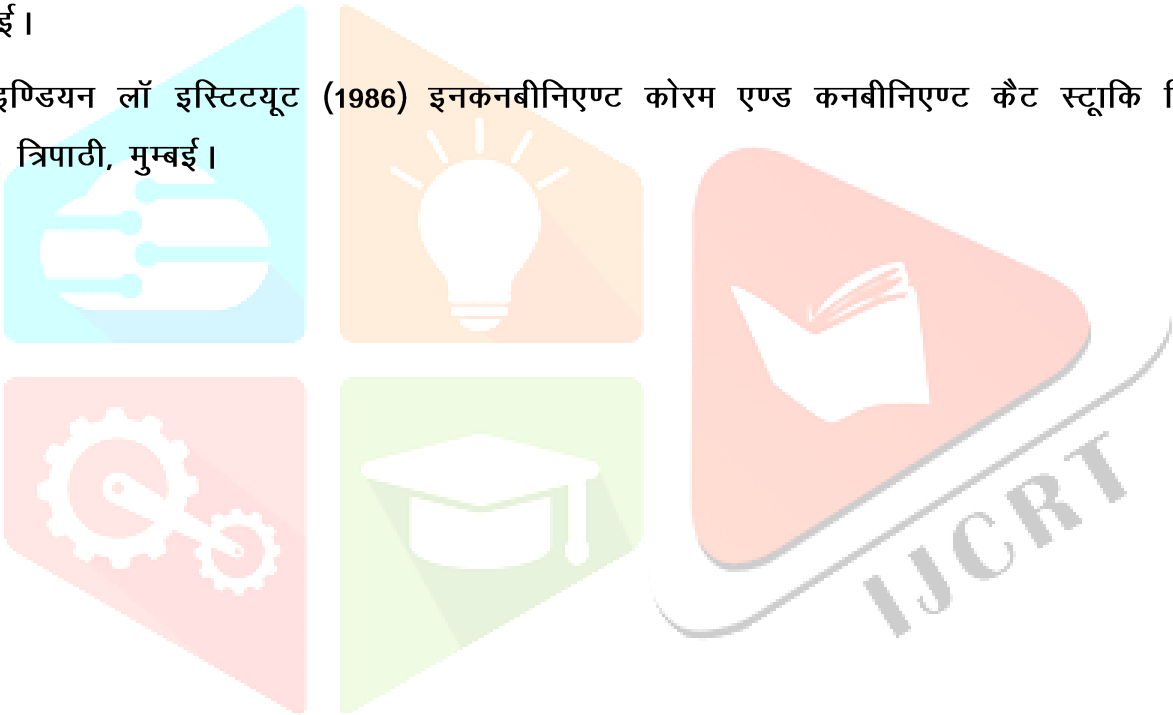 ई।
इण्डियन लॉ इस्टिटयूट (1986) इनकनबीनिएण्ट कोरम एण्ड कनबीनिएण्ट कैट स्ट्राकि
त्रिपाठी, मुम्बई।
IJCRT